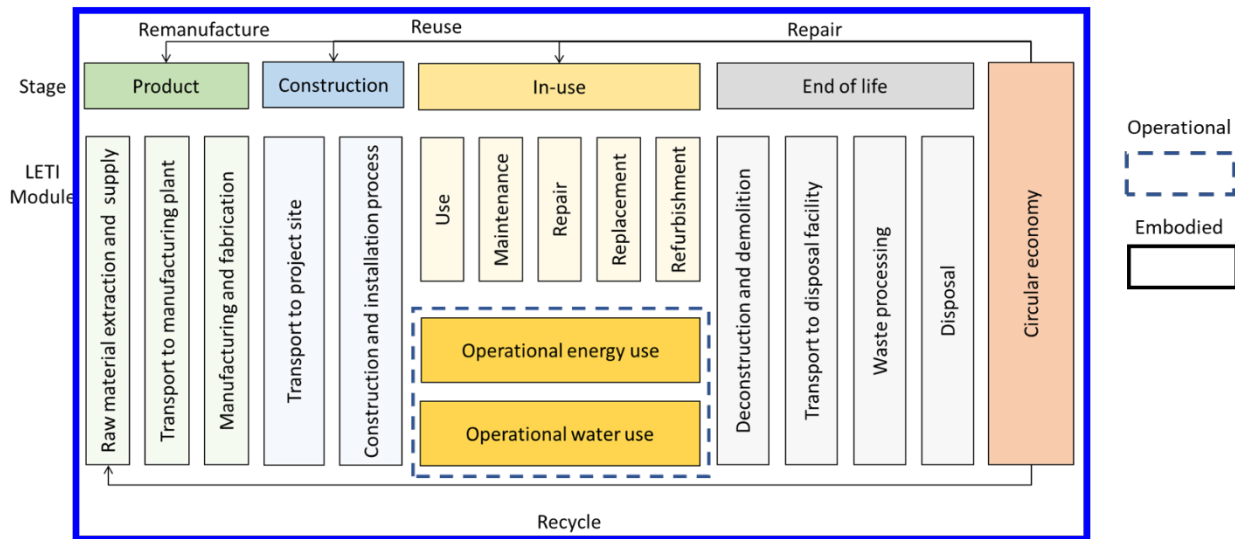 Remanufacture
Reuse
Repair
Stage
Product
Construction
In-use
End of life
Operational
LETI
Module
Raw material extraction and supply
Transport to manufacturing plant
Manufacturing and fabrication
Transport to project site
Construction and installation process
Use
Maintenance
Repair
Replacement
Refurbishment
Operational energy use
Operational water use
Deconstruction and demolition
Transport to disposal facility
Waste processing
Disposal
Circular economy
Embodied
Recycle